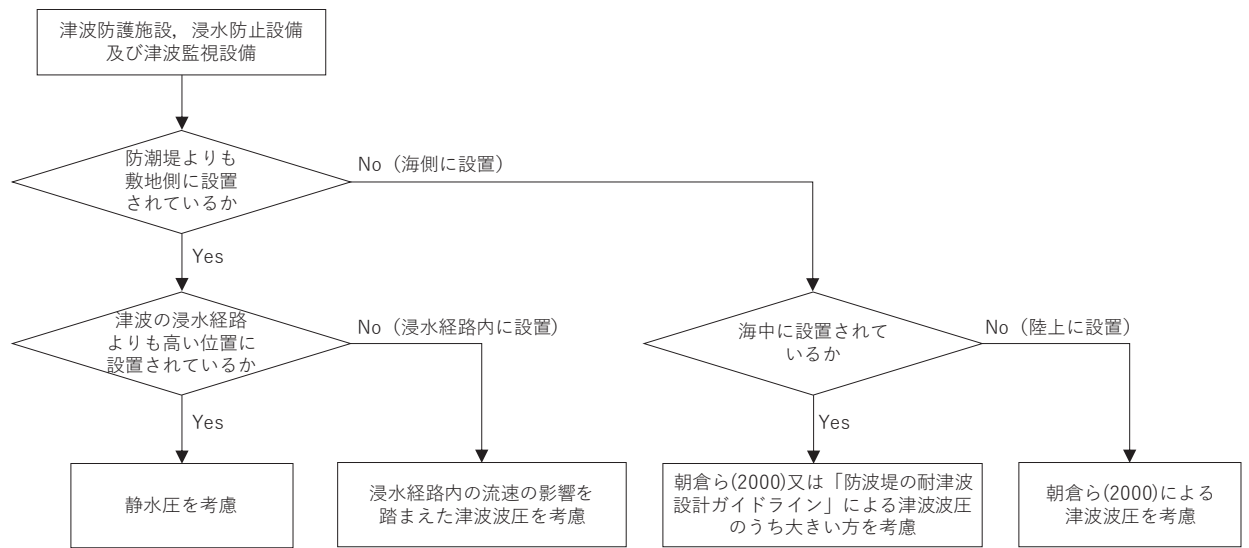 津波防護施設，浸水防止設備
及び津波監視設備
防潮堤よりも
敷地側に設置
されているか
No（海側に設置）
Yes
津波の浸水経路
よりも高い位置に
設置されているか
No（浸水経路内に設置）
海中に設置されて
いるか
No（陸上に設置）
Yes
Yes
静水圧を考慮
浸水経路内の流速の影響を
踏まえた津波波圧を考慮
朝倉ら(2000)又は「防波堤の耐津波
設計ガイドライン」による津波波圧
のうち大きい方を考慮
朝倉ら(2000)による
津波波圧を考慮